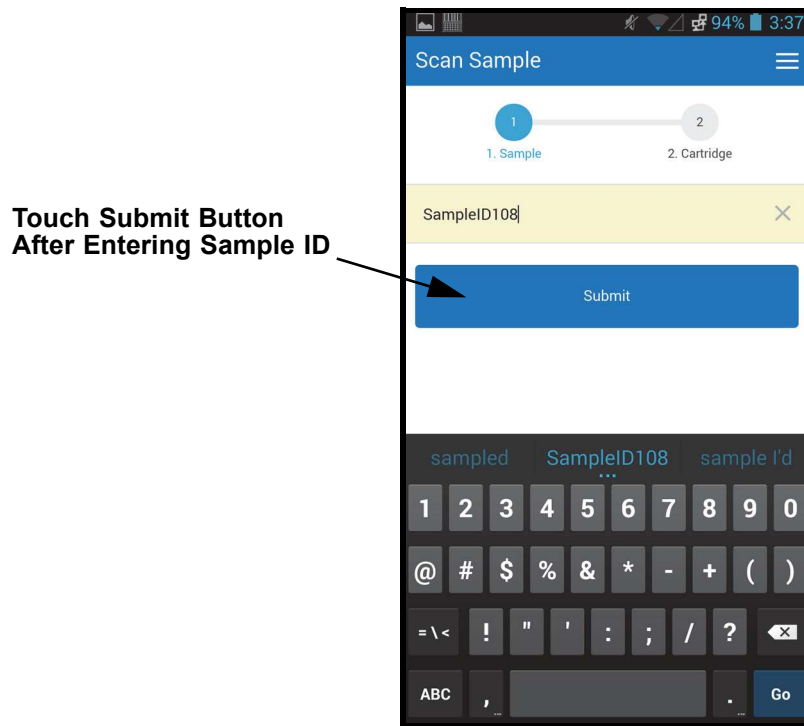 94% 3:37
Scan Sample
1 2
1. Sample 2. Cartridge
Touch Submit Button
After Entering Sample ID
SampleID108
Submit
sampled SampleID108 sample I'd
1 2 3 4 5 6 7 8 9 0
@ # $ % & * - + ( )
= \ < ! " ' : ; / ?
ABC , ... . ... Go